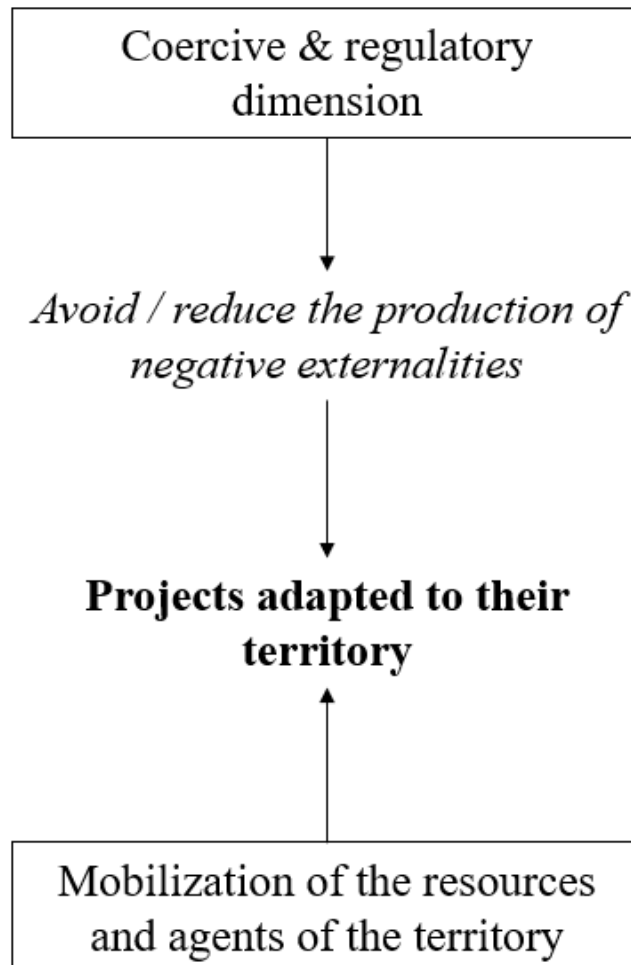 Coercive & regulatory
dimension
Avoid / reduce the production of
negative externalities
Projects adapted to their
territory
Mobilization of the resources
and agents of the territory